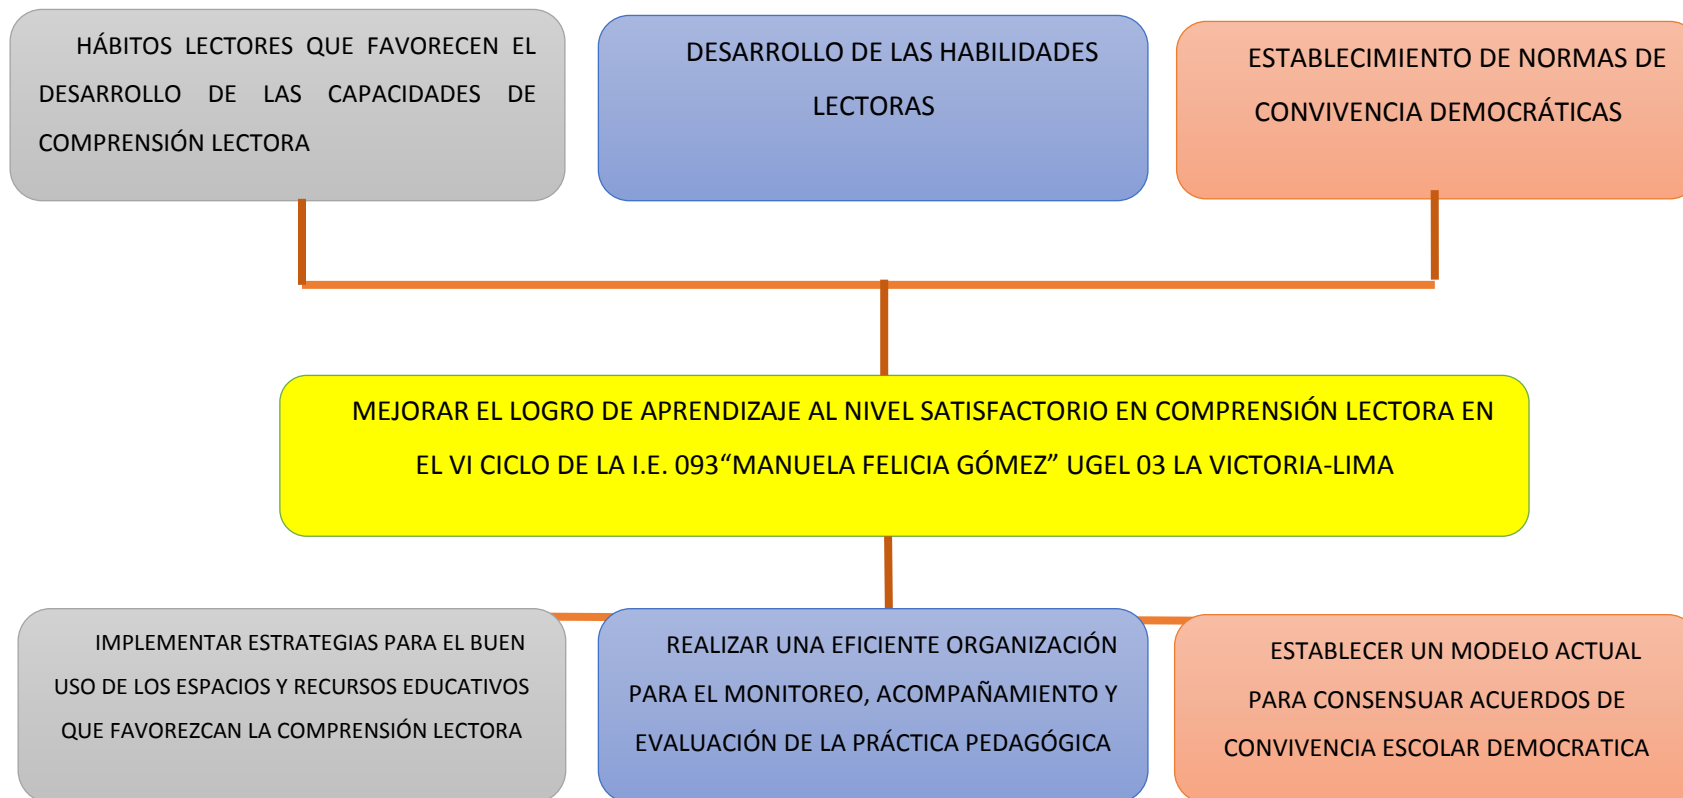 HÁBITOS LECTORES QUE FAVORECEN EL
DESARROLLO DE LAS CAPACIDADES DE
COMPRENSIÓN LECTORA
DESARROLLO DE LAS HABILIDADES
LECTORAS
ESTABLECIMIENTO DE NORMAS DE
CONVIVENCIA DEMOCRÁTICAS
MEJORAR EL LOGRO DE APRENDIZAJE AL NIVEL SATISFACTORIO EN COMPRENSIÓN LECTORA EN
EL VI CICLO DE LA I.E. 093“MANUELA FELICIA GÓMEZ” UGEL 03 LA VICTORIA-LIMA
IMPLEMENTAR ESTRATEGIAS PARA EL BUEN
USO DE LOS ESPACIOS Y RECURSOS EDUCATIVOS
QUE FAVOREZCAN LA COMPRENSIÓN LECTORA
REALIZAR UNA EFICIENTE ORGANIZACIÓN
PARA EL MONITOREO, ACOMPAÑAMIENTO Y
EVALUACIÓN DE LA PRÁCTICA PEDAGÓGICA
ESTABLECER UN MODELO ACTUAL
PARA CONSENSUAR ACUERDOS DE
CONVIVENCIA ESCOLAR DEMOCRATICA